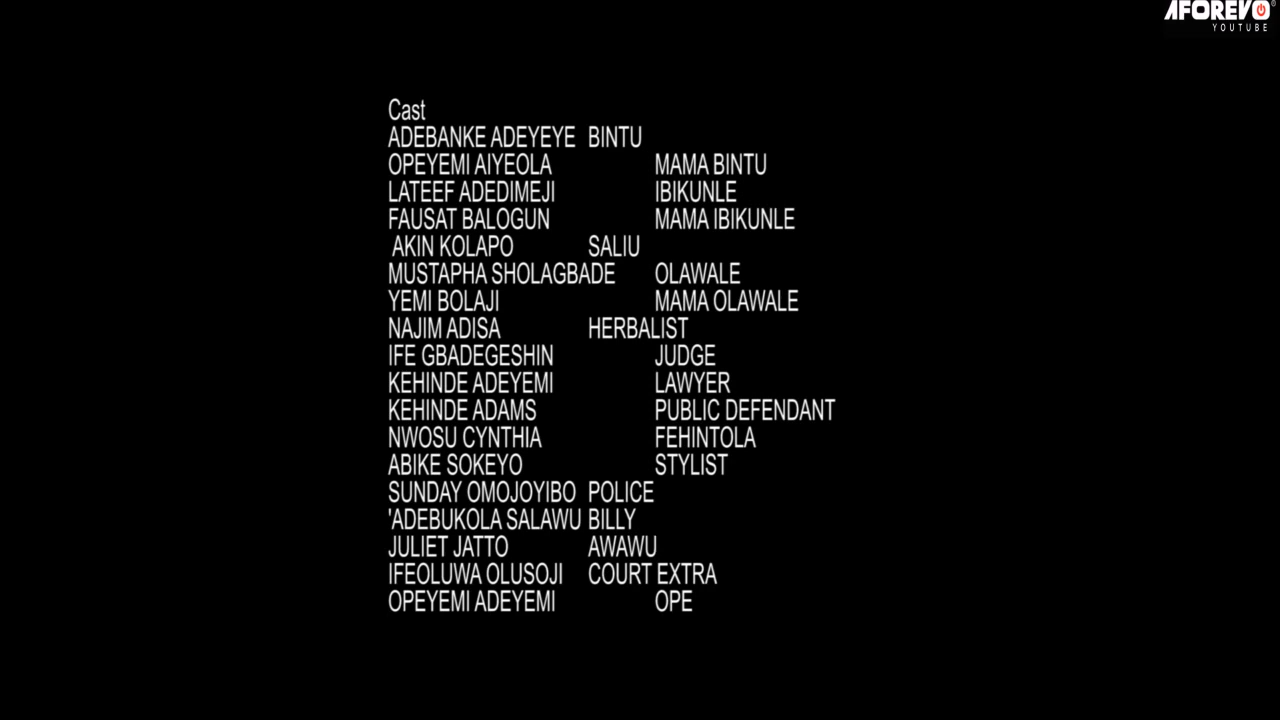 AFOREVO
YOUTUBE
Cast
ADEBANKE ADEYEYE BINTU
OPEYEMI AIYEOLA MAMA BINTU
LATEEF ADEDIMEJI IBIKUNLE
FAUSAT BALOGUN MAMA IBIKUNLE
AKIN KOLAPO SALIU
MUSTAPHA SHOLAGBADE OLAWALE
YEMI BOLAJI MAMA OLAWALE
NAJIM ADISA HERBALIST
IFE GBADEGESHIN JUDGE
KEHINDE ADEYEMI LAWYER
KEHINDE ADAMS PUBLIC DEFENDANT
NWOSU CYNTHIA FEHINTOLA
ABIKE SOKEYO STYLIST
SUNDAY OMOJOYIBO POLICE
'ADEBUKOLA SALAWU BILLY
JULIET JATTO AWAWU
IFEOLUWA OLUSOJI COURT EXTRA
OPEYEMI ADEYEMI OPE